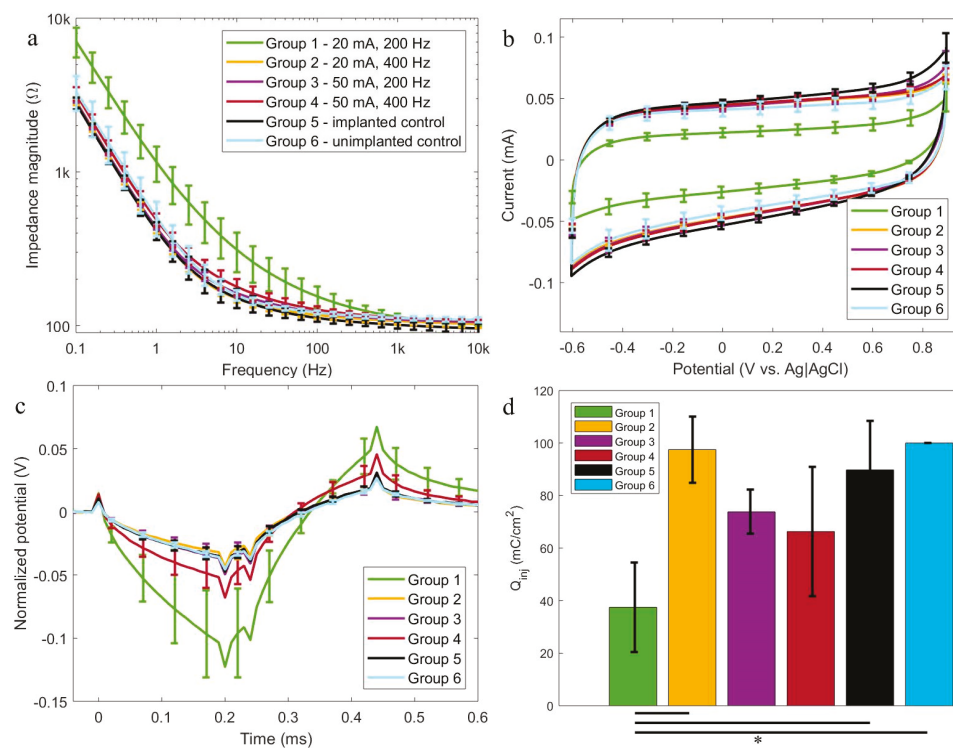 a
10k
1k
100
Impedance magnitude (Ω)
0.1
1
10
100
1k
10k
Frequency (Hz)
Group 1 - 20 mA, 200 Hz
Group 2 - 20 mA, 400 Hz
Group 3 - 50 mA, 200 Hz
Group 4 - 50 mA, 400 Hz
Group 5 - implanted control
Group 6 - unimplanted control
b
0.1
0.05
0
-0.05
-0.1
Current (mA)
-0.6
-0.4
-0.2
0
0.2
0.4
0.6
0.8
Potential (V vs. Ag|AgCl)
Group 1
Group 2
Group 3
Group 4
Group 5
Group 6
c
0.1
0.05
0
-0.05
-0.1
-0.15
Normalized potential (V)
0
0.1
0.2
0.3
0.4
0.5
0.6
Time (ms)
Group 1
Group 2
Group 3
Group 4
Group 5
Group 6
d
120
100
80
60
40
20
0
Qinj (mC/cm²)
Group 1
Group 2
Group 3
Group 4
Group 5
Group 6
*